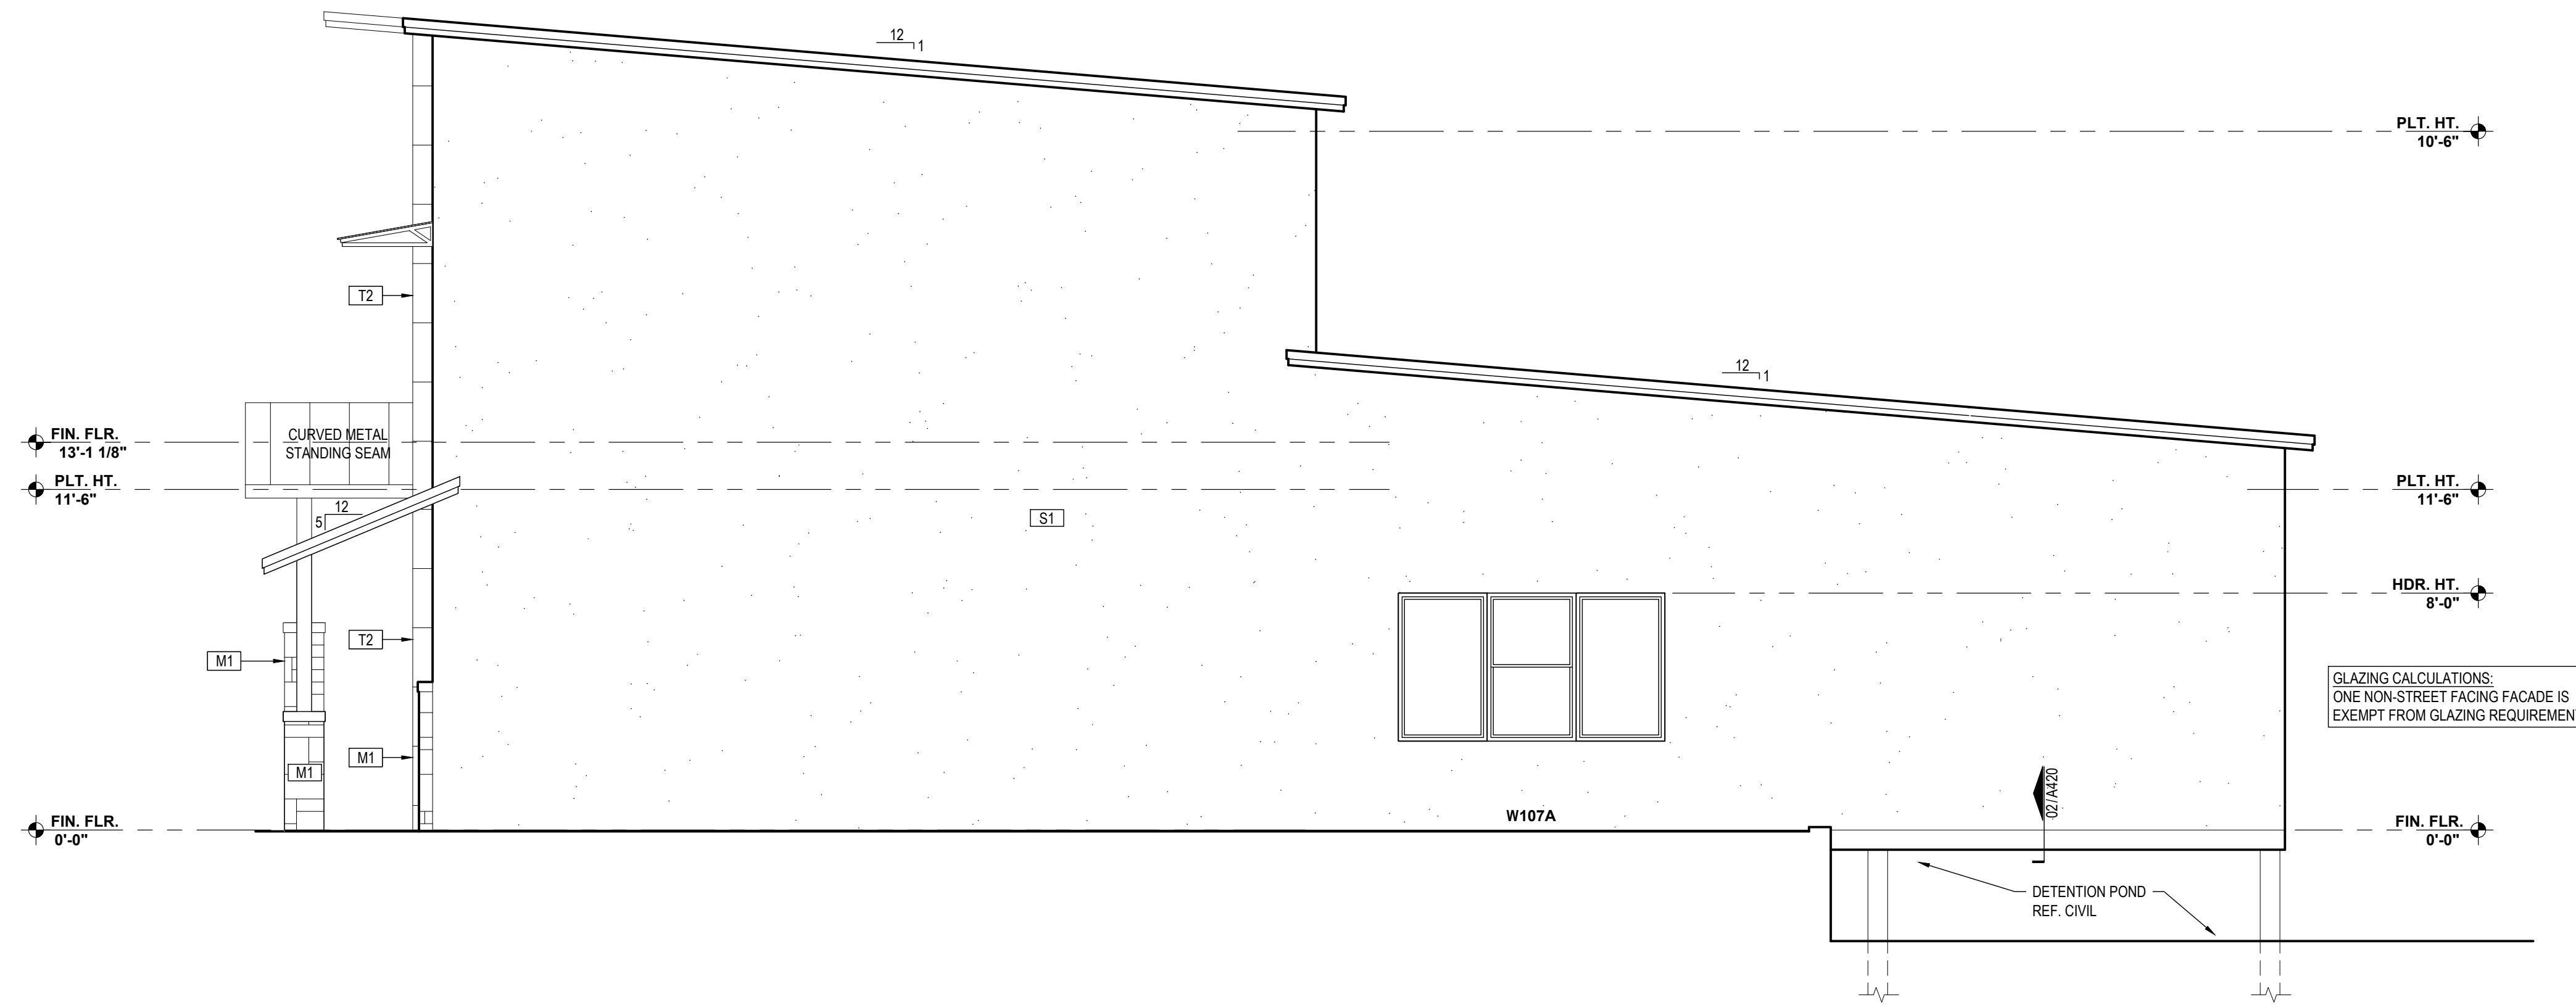 12
1
PLT. HT.
10'-6"
T2
12
1
FIN. FLR.
13'-1 1/8"
CURVED METAL
STANDING SEAM
PLT. HT.
11'-6"
PLT. HT.
11'-6"
12
5
S1
HDR. HT.
8'-0"
T2
M1
GLAZING CALCULATIONS:
ONE NON-STREET FACING FACADE IS
EXEMPT FROM GLAZING REQUIREMEN
M1
M1
02/A420
W107A
FIN. FLR.
0'-0"
FIN. FLR.
0'-0"
DETENTION POND
REF. CIVIL